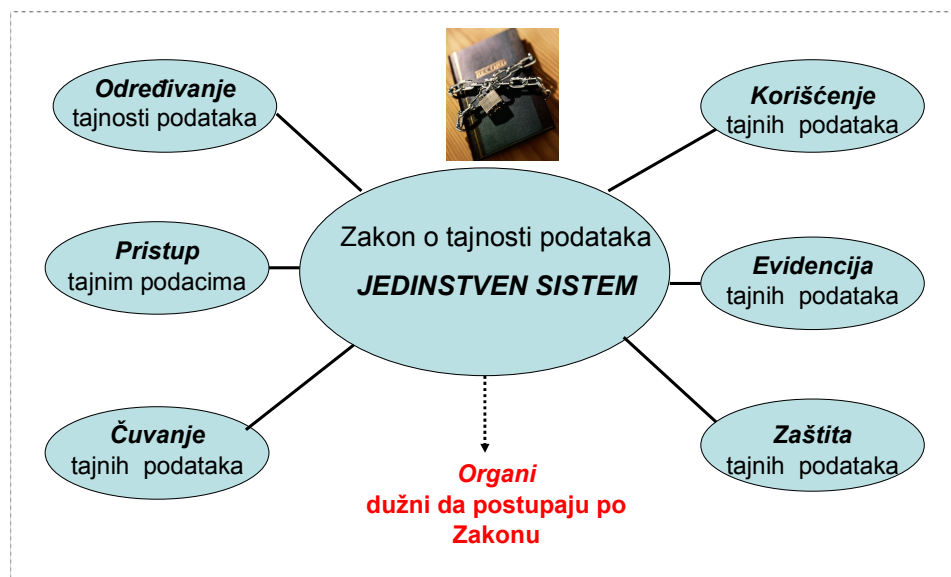 Određivanje
tajnosti podataka
Korišćenje
tajnih podataka
Zakon o tajnosti podataka
JEDINSTVEN SISTEM
Pristup
tajnim podacima
Evidencija
tajnih podataka
Čuvanje
tajnih podataka
Zaštita
tajnih podataka
Organi
dužni da postupaju po
Zakonu